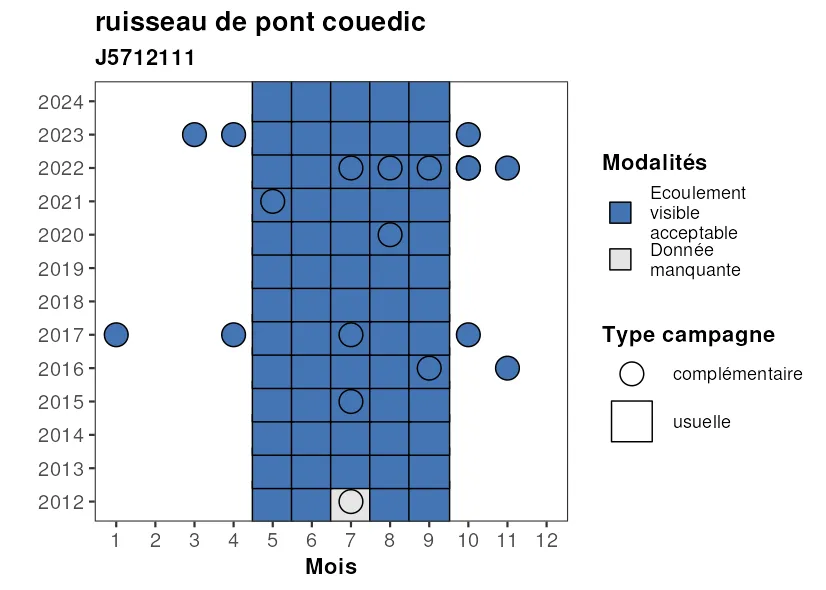 ruisseau de pont couedic
J5712111
2024
2023
2022
2021
2020
2019
2018
2017
2016
2015
2014
2013
2012
1 2 3 4 5 6 7 8 9 10 11 12
Mois
Modalités
Ecoulement
visible
acceptable
Donnée
manquante
Type campagne
complémentaire
usuelle